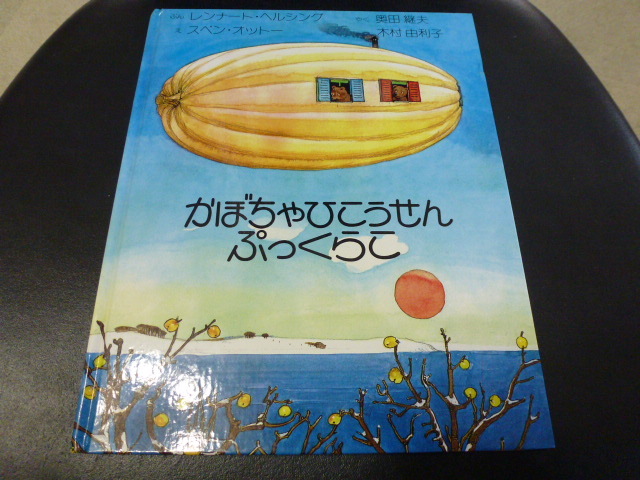 ぶん レンナート・ヘルシング
え スベン・オットー
やく 奥田 継夫
木村 由利子
かぼちゃひこうせん
ぷっくらこ